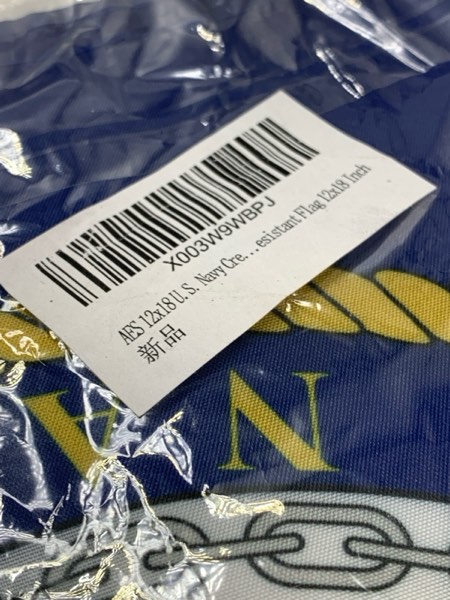 X003W9WBPJ
AES 12x18 U. S. Navy Cre... esistant Flag 12x18 Inch
新品
N A